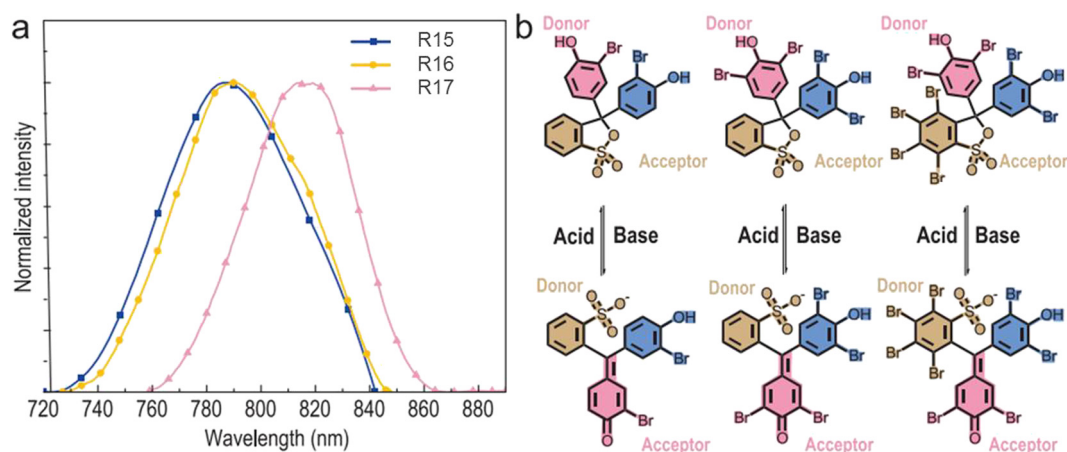 a
Normalized intensity
R15
R16
R17
720 740 760 780 800 820 840 860 880
Wavelength (nm)
b
Donor
HO
Br
Br
OH
O
S
O
O
Acceptor
Acid
Base
Donor
O
O
S
O
-
OH
Br
Br
O
Acceptor
Donor
HO
Br
Br
Br
OH
Br
O
S
O
O
Acceptor
Acid
Base
Donor
O
O
S
O
-
Br
OH
Br
Br
Br
O
Acceptor
Donor
HO
Br
Br
Br
Br
OH
Br
Br
Br
Br
O
S
O
O
Acceptor
Acid
Base
Donor
Br
O
O
S
O
-
Br
Br
OH
Br
Br
Br
Br
Br
O
Acceptor